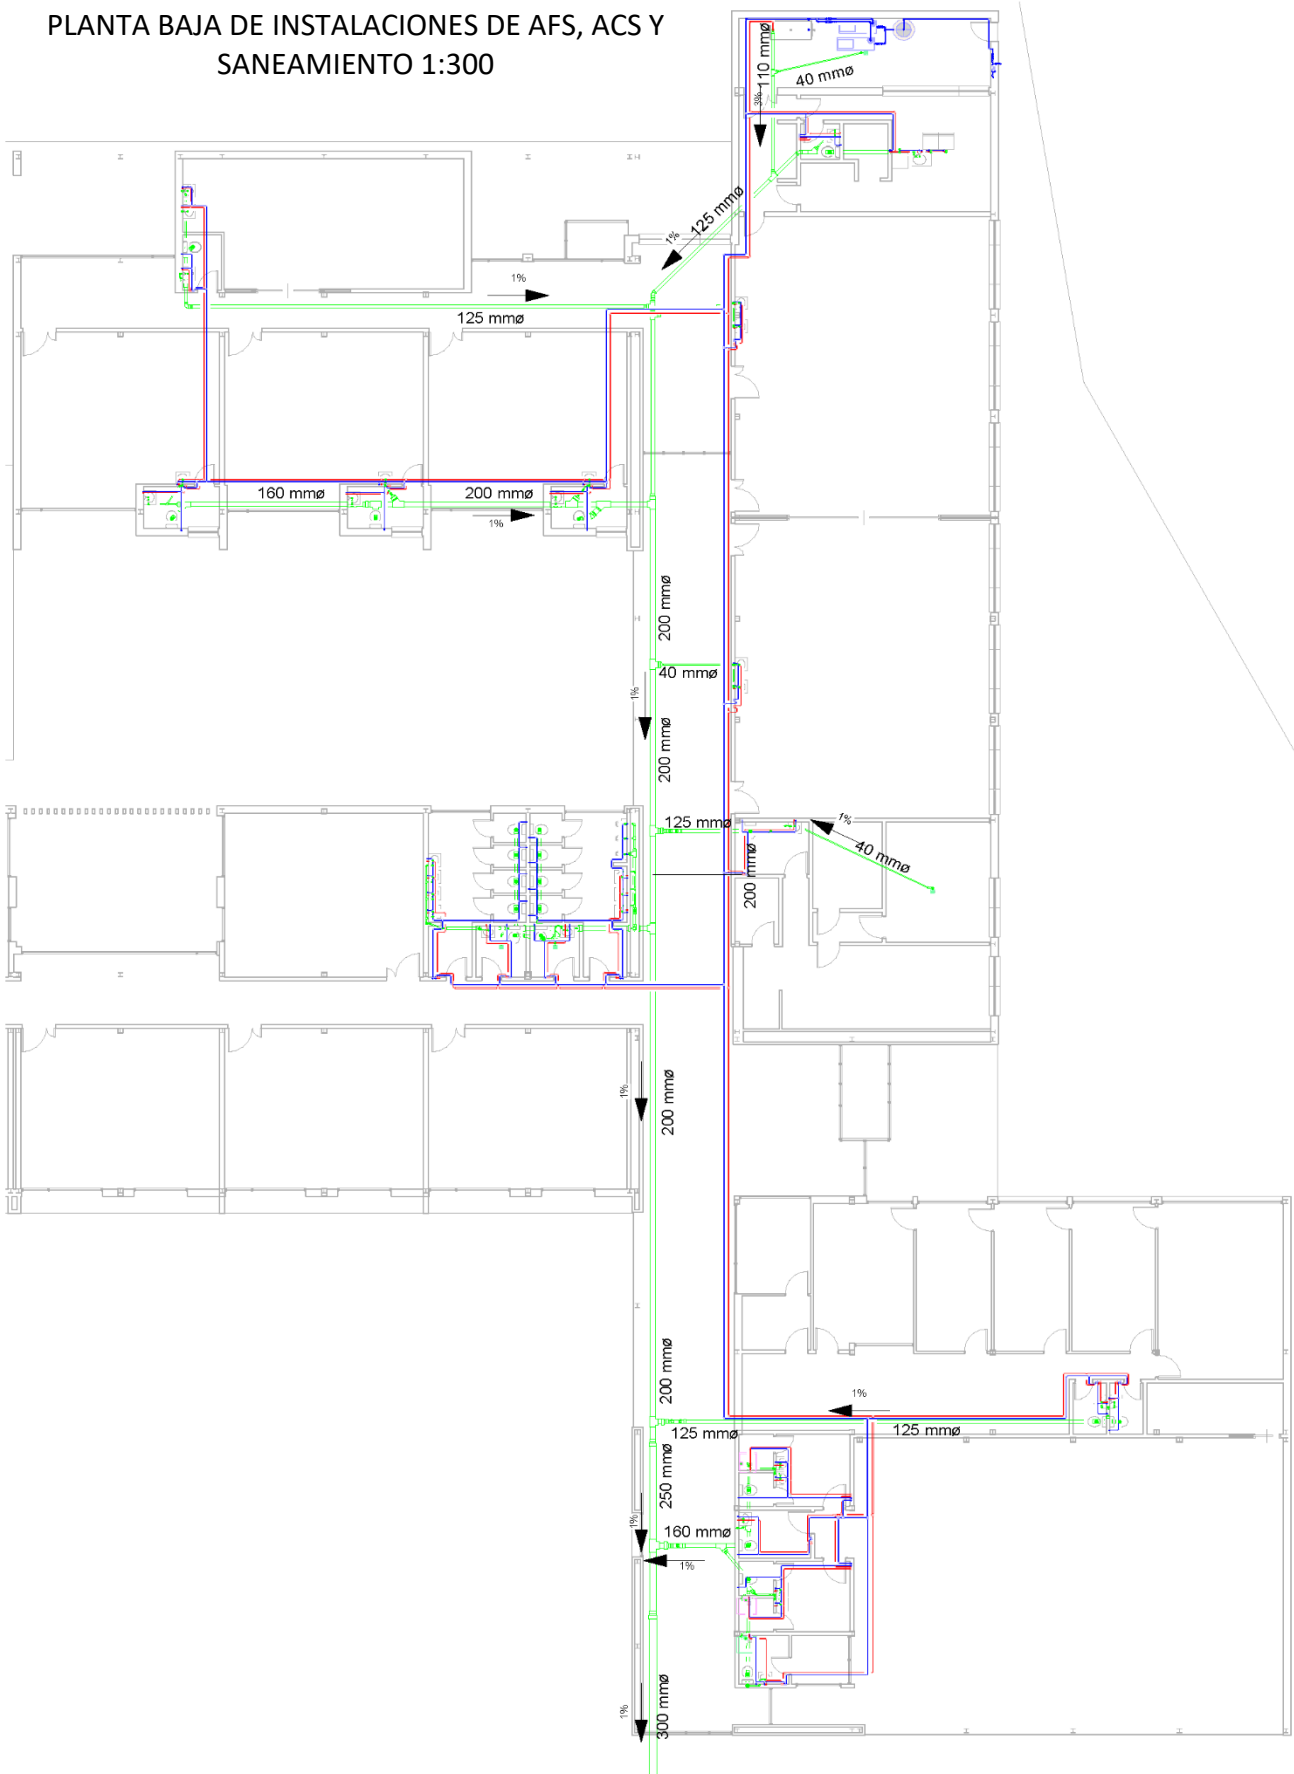 PLANTA BAJA DE INSTALACIONES DE AFS, ACS Y
SANEAMIENTO 1:300
110 mmø
40 mmø
3%
125 mmø
1%
1%
125 mmø
160 mmø
200 mmø
1%
200 mmø
40 mmø
1%
200 mmø
125 mmø
1%
40 mmø
200 mmø
1%
200 mmø
200 mmø
1%
125 mmø
125 mmø
250 mmø
1%
160 mmø
1%
300 mmø
1%